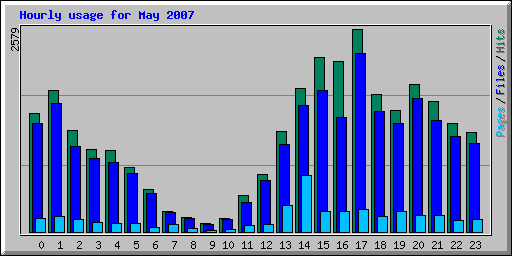 Hourly usage for May 2007
2579
Pages/Files/Hits
0 1 2 3 4 5 6 7 8 9 10 11 12 13 14 15 16 17 18 19 20 21 22 23